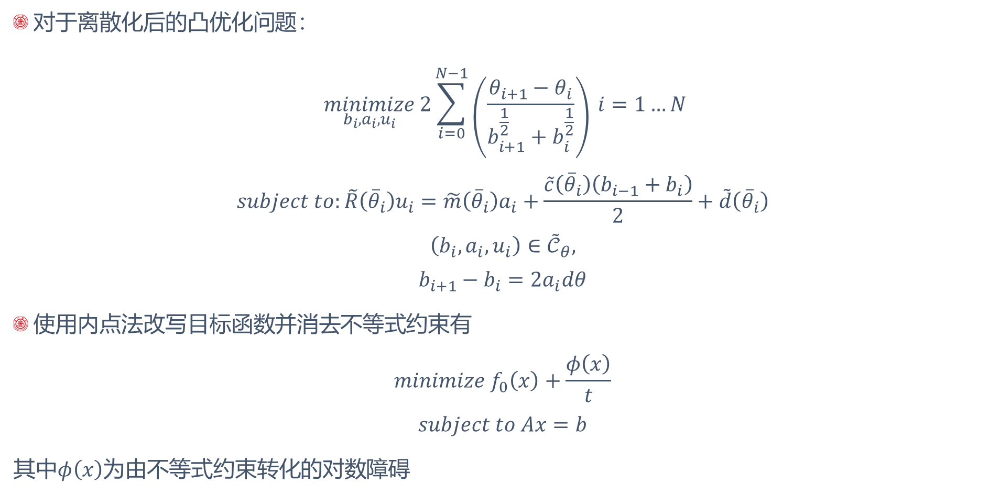 对于离散化后的凸优化问题：
$$\underset{b_i,a_i,u_i}{minimize}\ 2\sum_{i=0}^{N-1}\left(\frac{\theta_{i+1}-\theta_i}{b_{i+1}^{\frac{1}{2}}+b_i^{\frac{1}{2}}}\right)\ i=1\ldots N$$
$$subject\ to:\tilde{R}(\bar{\theta}_i)u_i=\tilde{m}(\bar{\theta}_i)a_i+\frac{\tilde{c}(\bar{\theta}_i)(b_{i-1}+b_i)}{2}+\tilde{d}(\bar{\theta}_i)$$
$$(b_i,a_i,u_i)\in\tilde{\mathcal{C}}_\theta,$$
$$b_{i+1}-b_i=2a_id\theta$$
使用内点法改写目标函数并消去不等式约束有
$$minimize\ f_0(x)+\frac{\phi(x)}{t}$$
$$subject\ to\ Ax=b$$
其中$\phi(x)$为由不等式约束转化的对数障碍